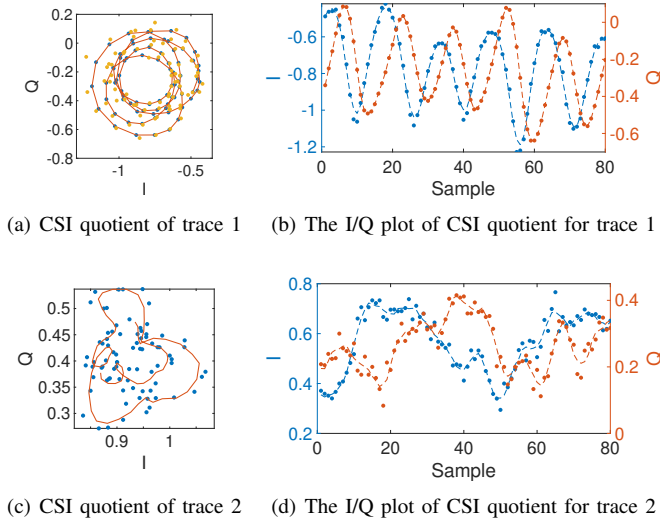 0.2
0
-0.2
-0.4
-0.6
-0.8
Q
-1
-0.5
I
-0.6
-0.8
-1
-1.2
I
0
-0.2
-0.4
-0.6
Q
0
20
40
60
80
Sample
(a) CSI quotient of trace 1
(b) The I/Q plot of CSI quotient for trace 1
0.5
0.45
0.4
0.35
0.3
Q
0.9
1
I
0.8
0.6
0.4
0.2
I
0.4
0.2
0
Q
0
20
40
60
80
Sample
(c) CSI quotient of trace 2
(d) The I/Q plot of CSI quotient for trace 2